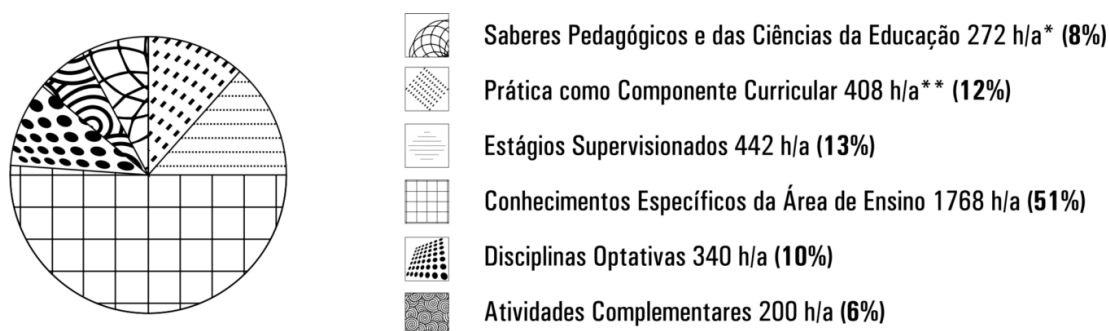 Saberes Pedagógicos e das Ciências da Educação 272 h/a* (8%)
Prática como Componente Curricular 408 h/a** (12%)
Estágios Supervisionados 442 h/a (13%)
Conhecimentos Específicos da Área de Ensino 1768 h/a (51%)
Disciplinas Optativas 340 h/a (10%)
Atividades Complementares 200 h/a (6%)